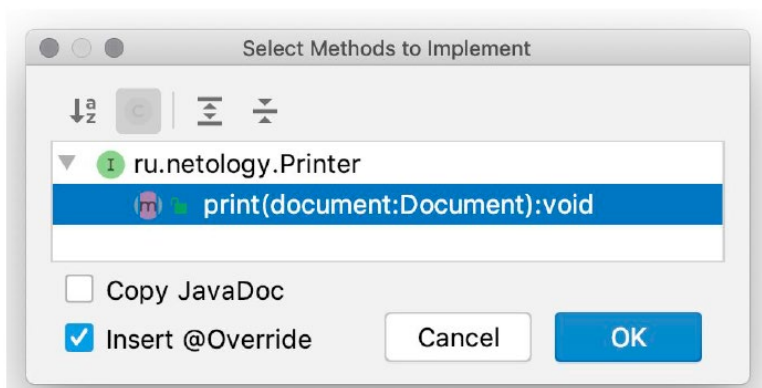 Select Methods to Implement
↓a z C
I ru.netology.Printer
m print(document:Document):void
Copy JavaDoc
Insert @Override Cancel OK